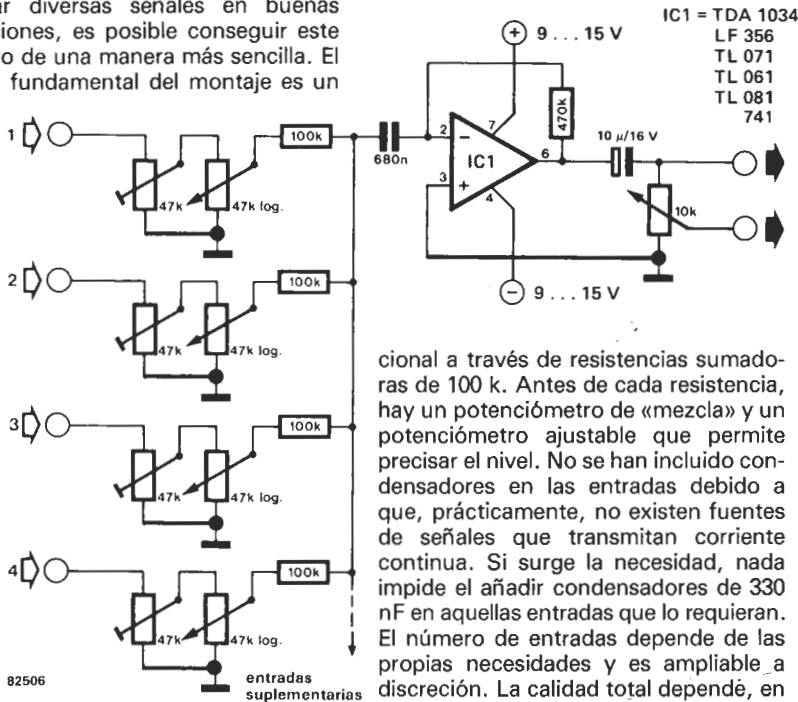 ar diversas señales en buenas
ciones, es posible conseguir este
o de una manera más sencilla. El
fundamental del montaje es un
IC1 = TDA 1034
LF 356
TL 071
TL 061
TL 081
741
+ 9 . . . 15 V
1
47k
47k log.
100k
680n
2
3
7
4
6
IC1
470k
10 µ/16 V
10k
− 9 . . . 15 V
2
47k
47k log.
100k
3
47k
47k log.
100k
4
47k
47k log.
100k
82506
entradas
suplementarias
cional a través de resistencias sumado-
ras de 100 k. Antes de cada resistencia,
hay un potenciómetro de «mezcla» y un
potenciómetro ajustable que permite
precisar el nivel. No se han incluido con-
densadores en las entradas debido a
que, prácticamente, no existen fuentes
de señales que transmitan corriente
continua. Si surge la necesidad, nada
impide el añadir condensadores de 330
nF en aquellas entradas que lo requieran.
El número de entradas depende de las
propias necesidades y es ampliable a
discreción. La calidad total depende, en